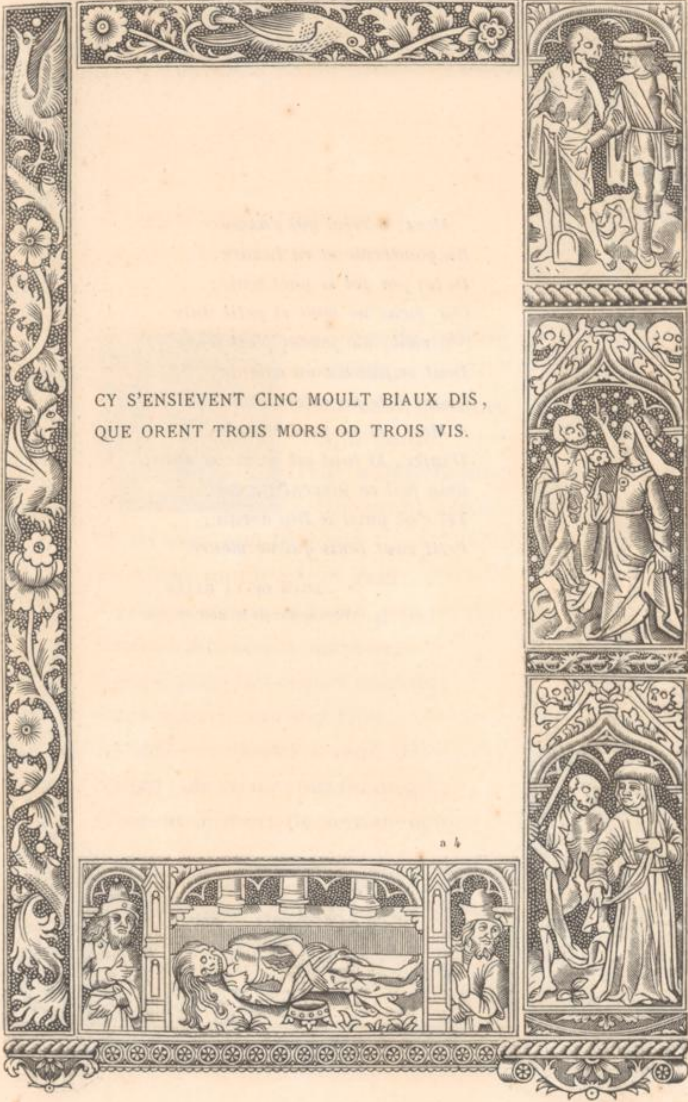 CY S'ENSIEVENT CINC MOULT BIAUX DIS,
QUE ORENT TROIS MORS OD TROIS VIS.
a 4